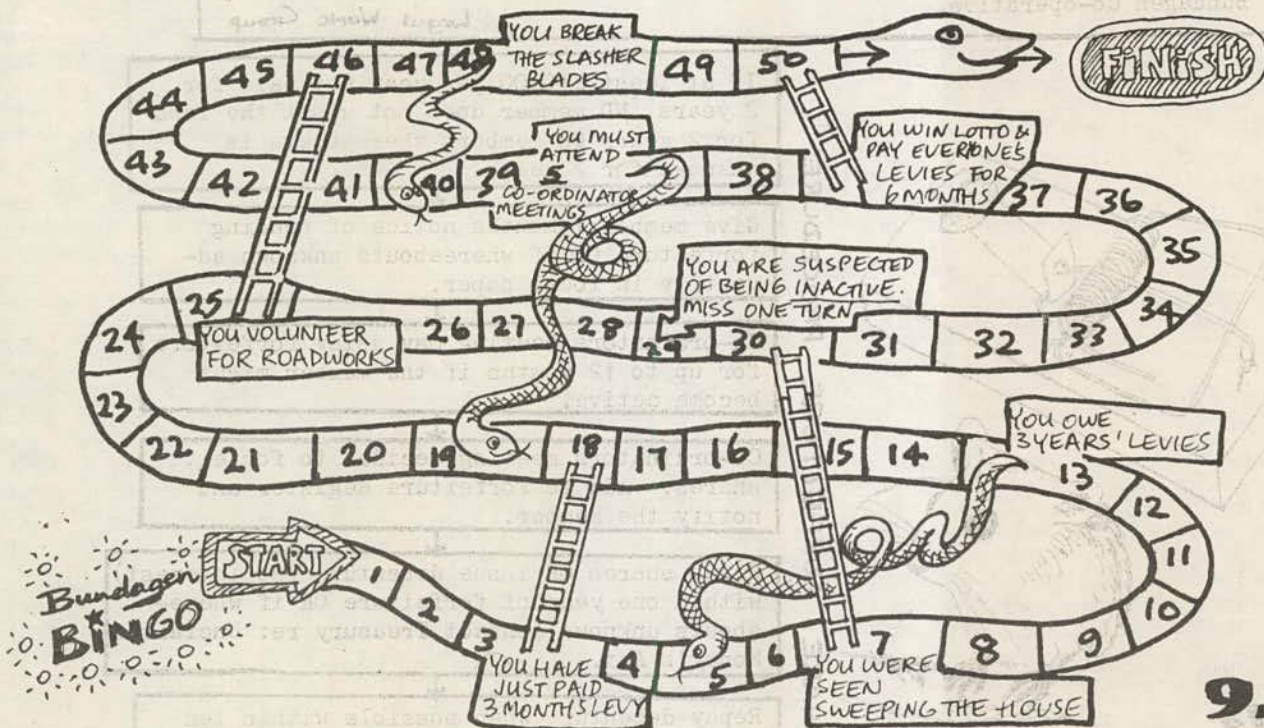 Bundagen Co-operative
YOU BREAK
THE SLASHER
BLADES
45 46 47 48 49 50
FINISH
44
43
42 41 40 39 38 37 36
YOU MUST
ATTEND
5
CO-ORDINATOR
MEETINGS
YOU WIN LOTTO &
PAY EVERYONES
LEVIES FOR
6 MONTHS
35
34
YOU ARE SUSPECTED
OF BEING INACTIVE.
MISS ONE TURN
25 26 27 28 29 30 31 32 33
YOU VOLUNTEER
FOR ROADWORKS
24
23
22 21 20 19 18 17 16 15 14 13
YOU OWE
3 YEARS' LEVIES
12
11
10
START
Bundagen
BINGO
1 2 3 4 5 6 7 8 9
YOU HAVE
JUST PAID
3 MONTHS LEVY
YOU WERE
SEEN
SWEEPING THE HOUSE
9.